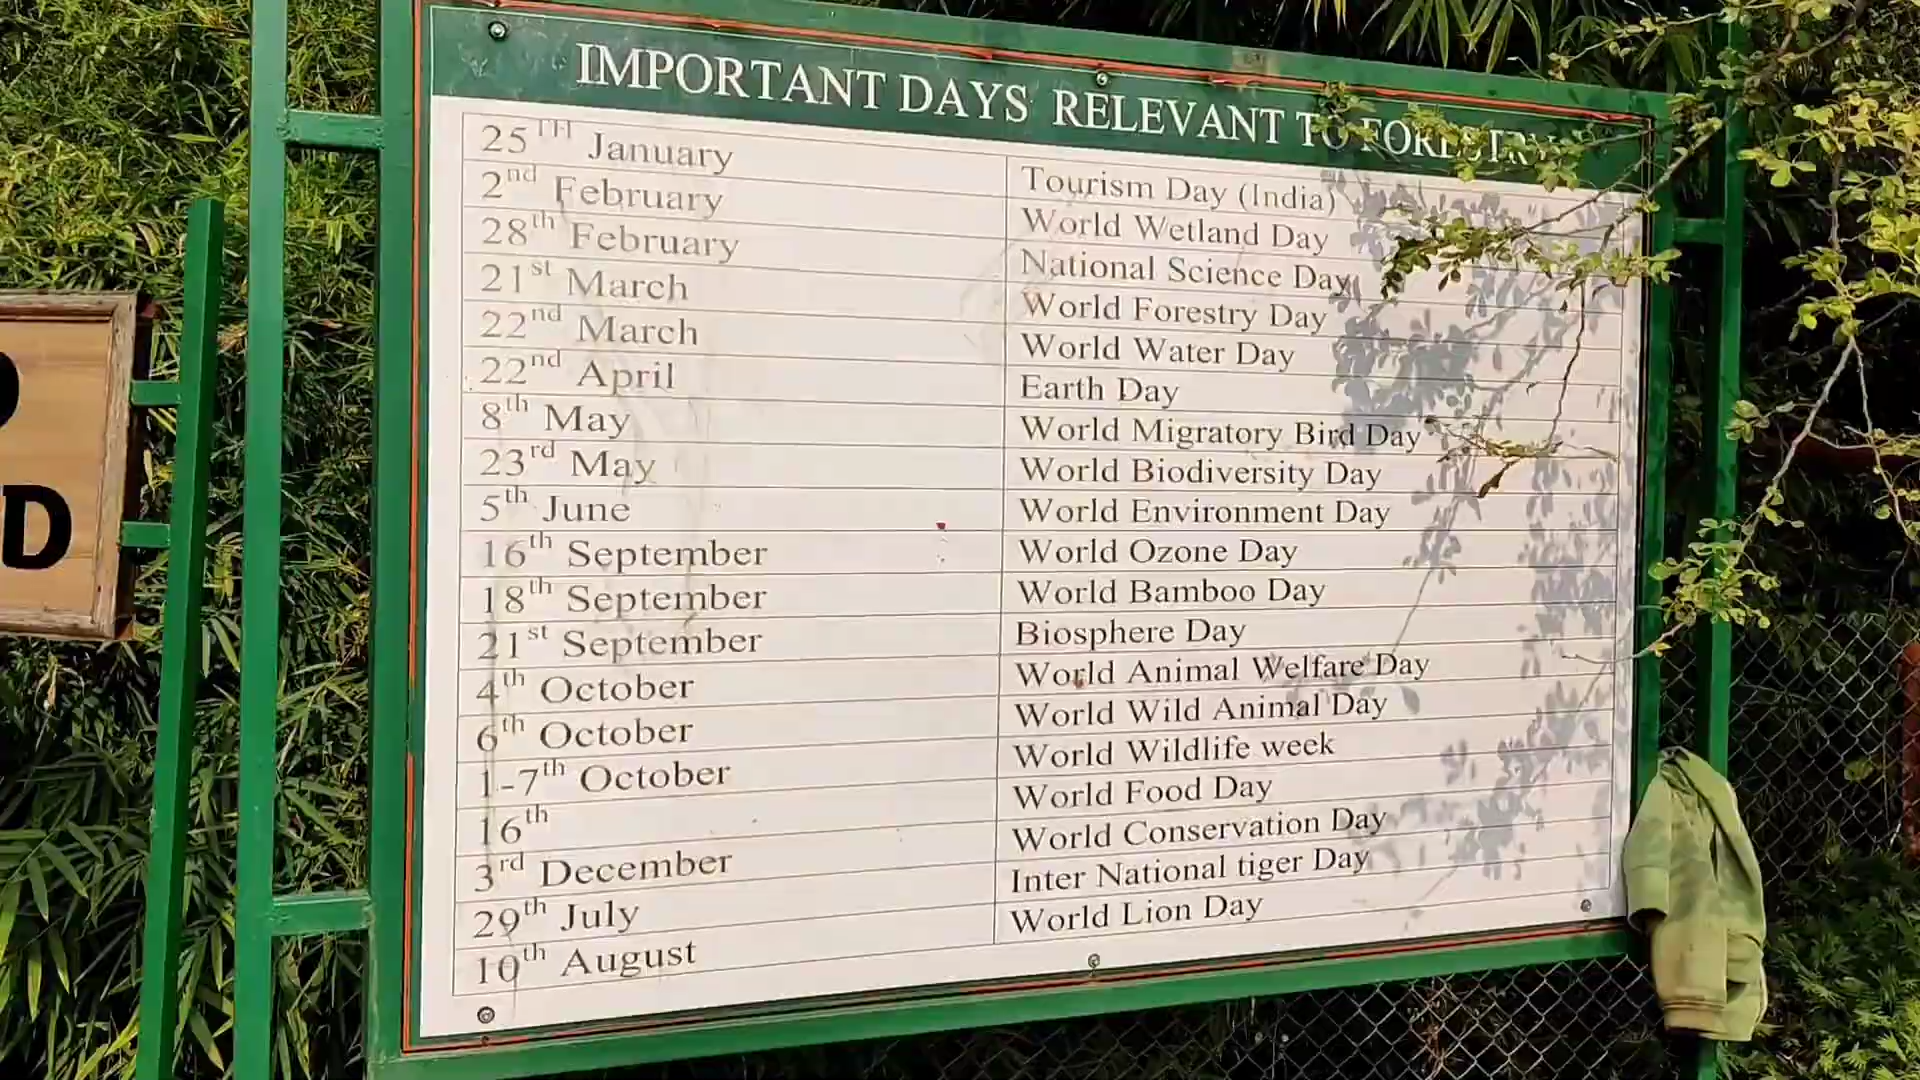 IMPORTANT DAYS RELEVANT TO FORESTRY
25TH January Tourism Day (India)
2nd February World Wetland Day
28th February National Science Day
21st March World Forestry Day
22nd March World Water Day
22nd April Earth Day
8th May World Migratory Bird Day
23rd May World Biodiversity Day
5th June World Environment Day
16th September World Ozone Day
18th September World Bamboo Day
21st September Biosphere Day
4th October World Animal Welfare Day
6th October World Wild Animal Day
1-7th October World Wildlife week
16th World Food Day
3rd December World Conservation Day
29th July Inter National tiger Day
10th August World Lion Day
D